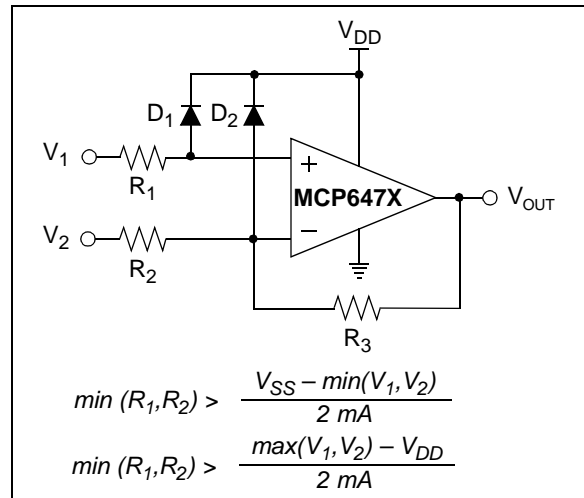 V_DD
D_1 D_2
V_1
R_1
+
MCP647X
V_OUT
V_2
R_2
–
R_3
min (R_1,R_2) > V_SS – min(V_1,V_2) / 2 mA
min (R_1,R_2) > max(V_1,V_2) – V_DD / 2 mA